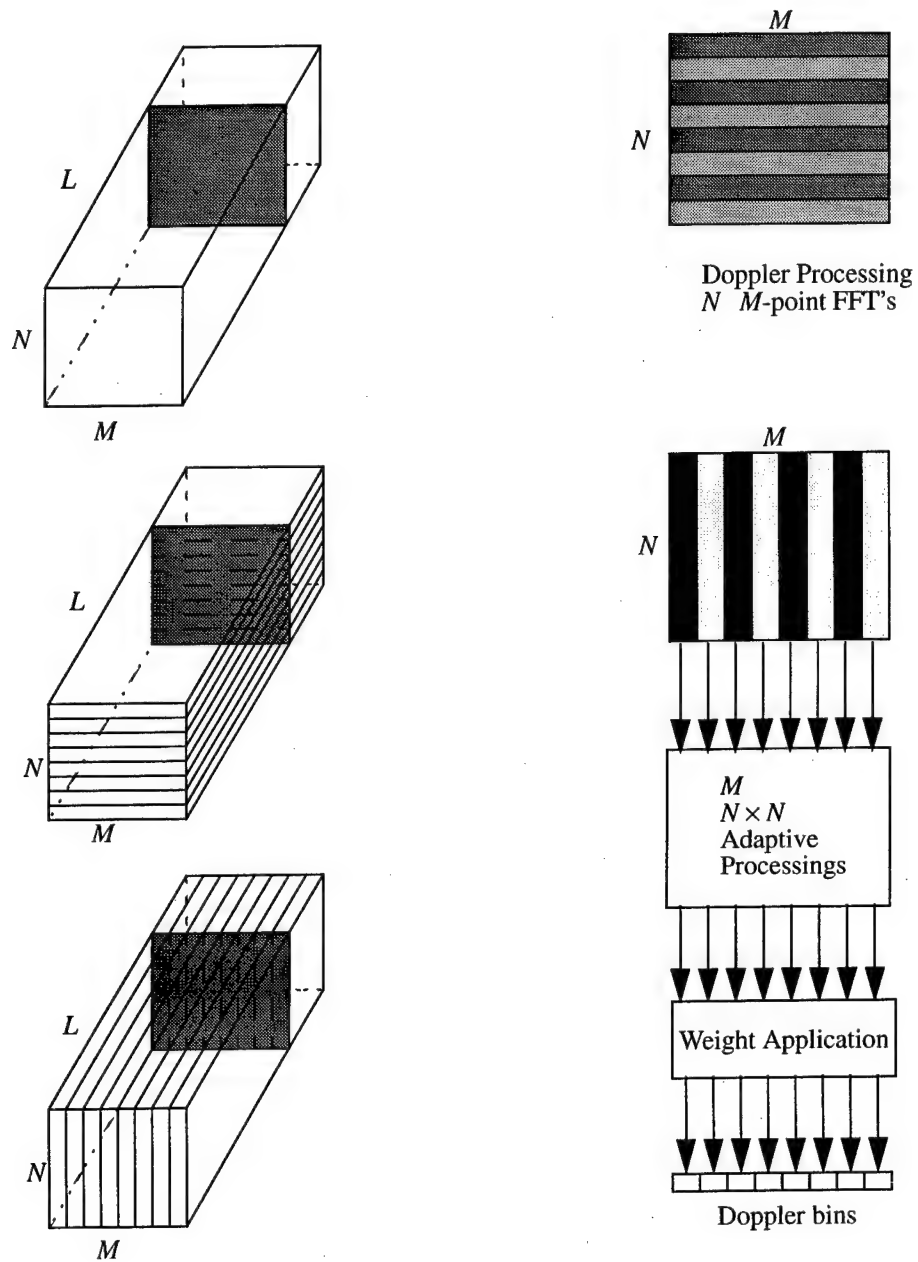 L
N
M
M
N
Doppler Processing
N M-point FFT's
L
N
M
M
N
M
N × N
Adaptive
Processings
L
N
M
Weight Application
Doppler bins